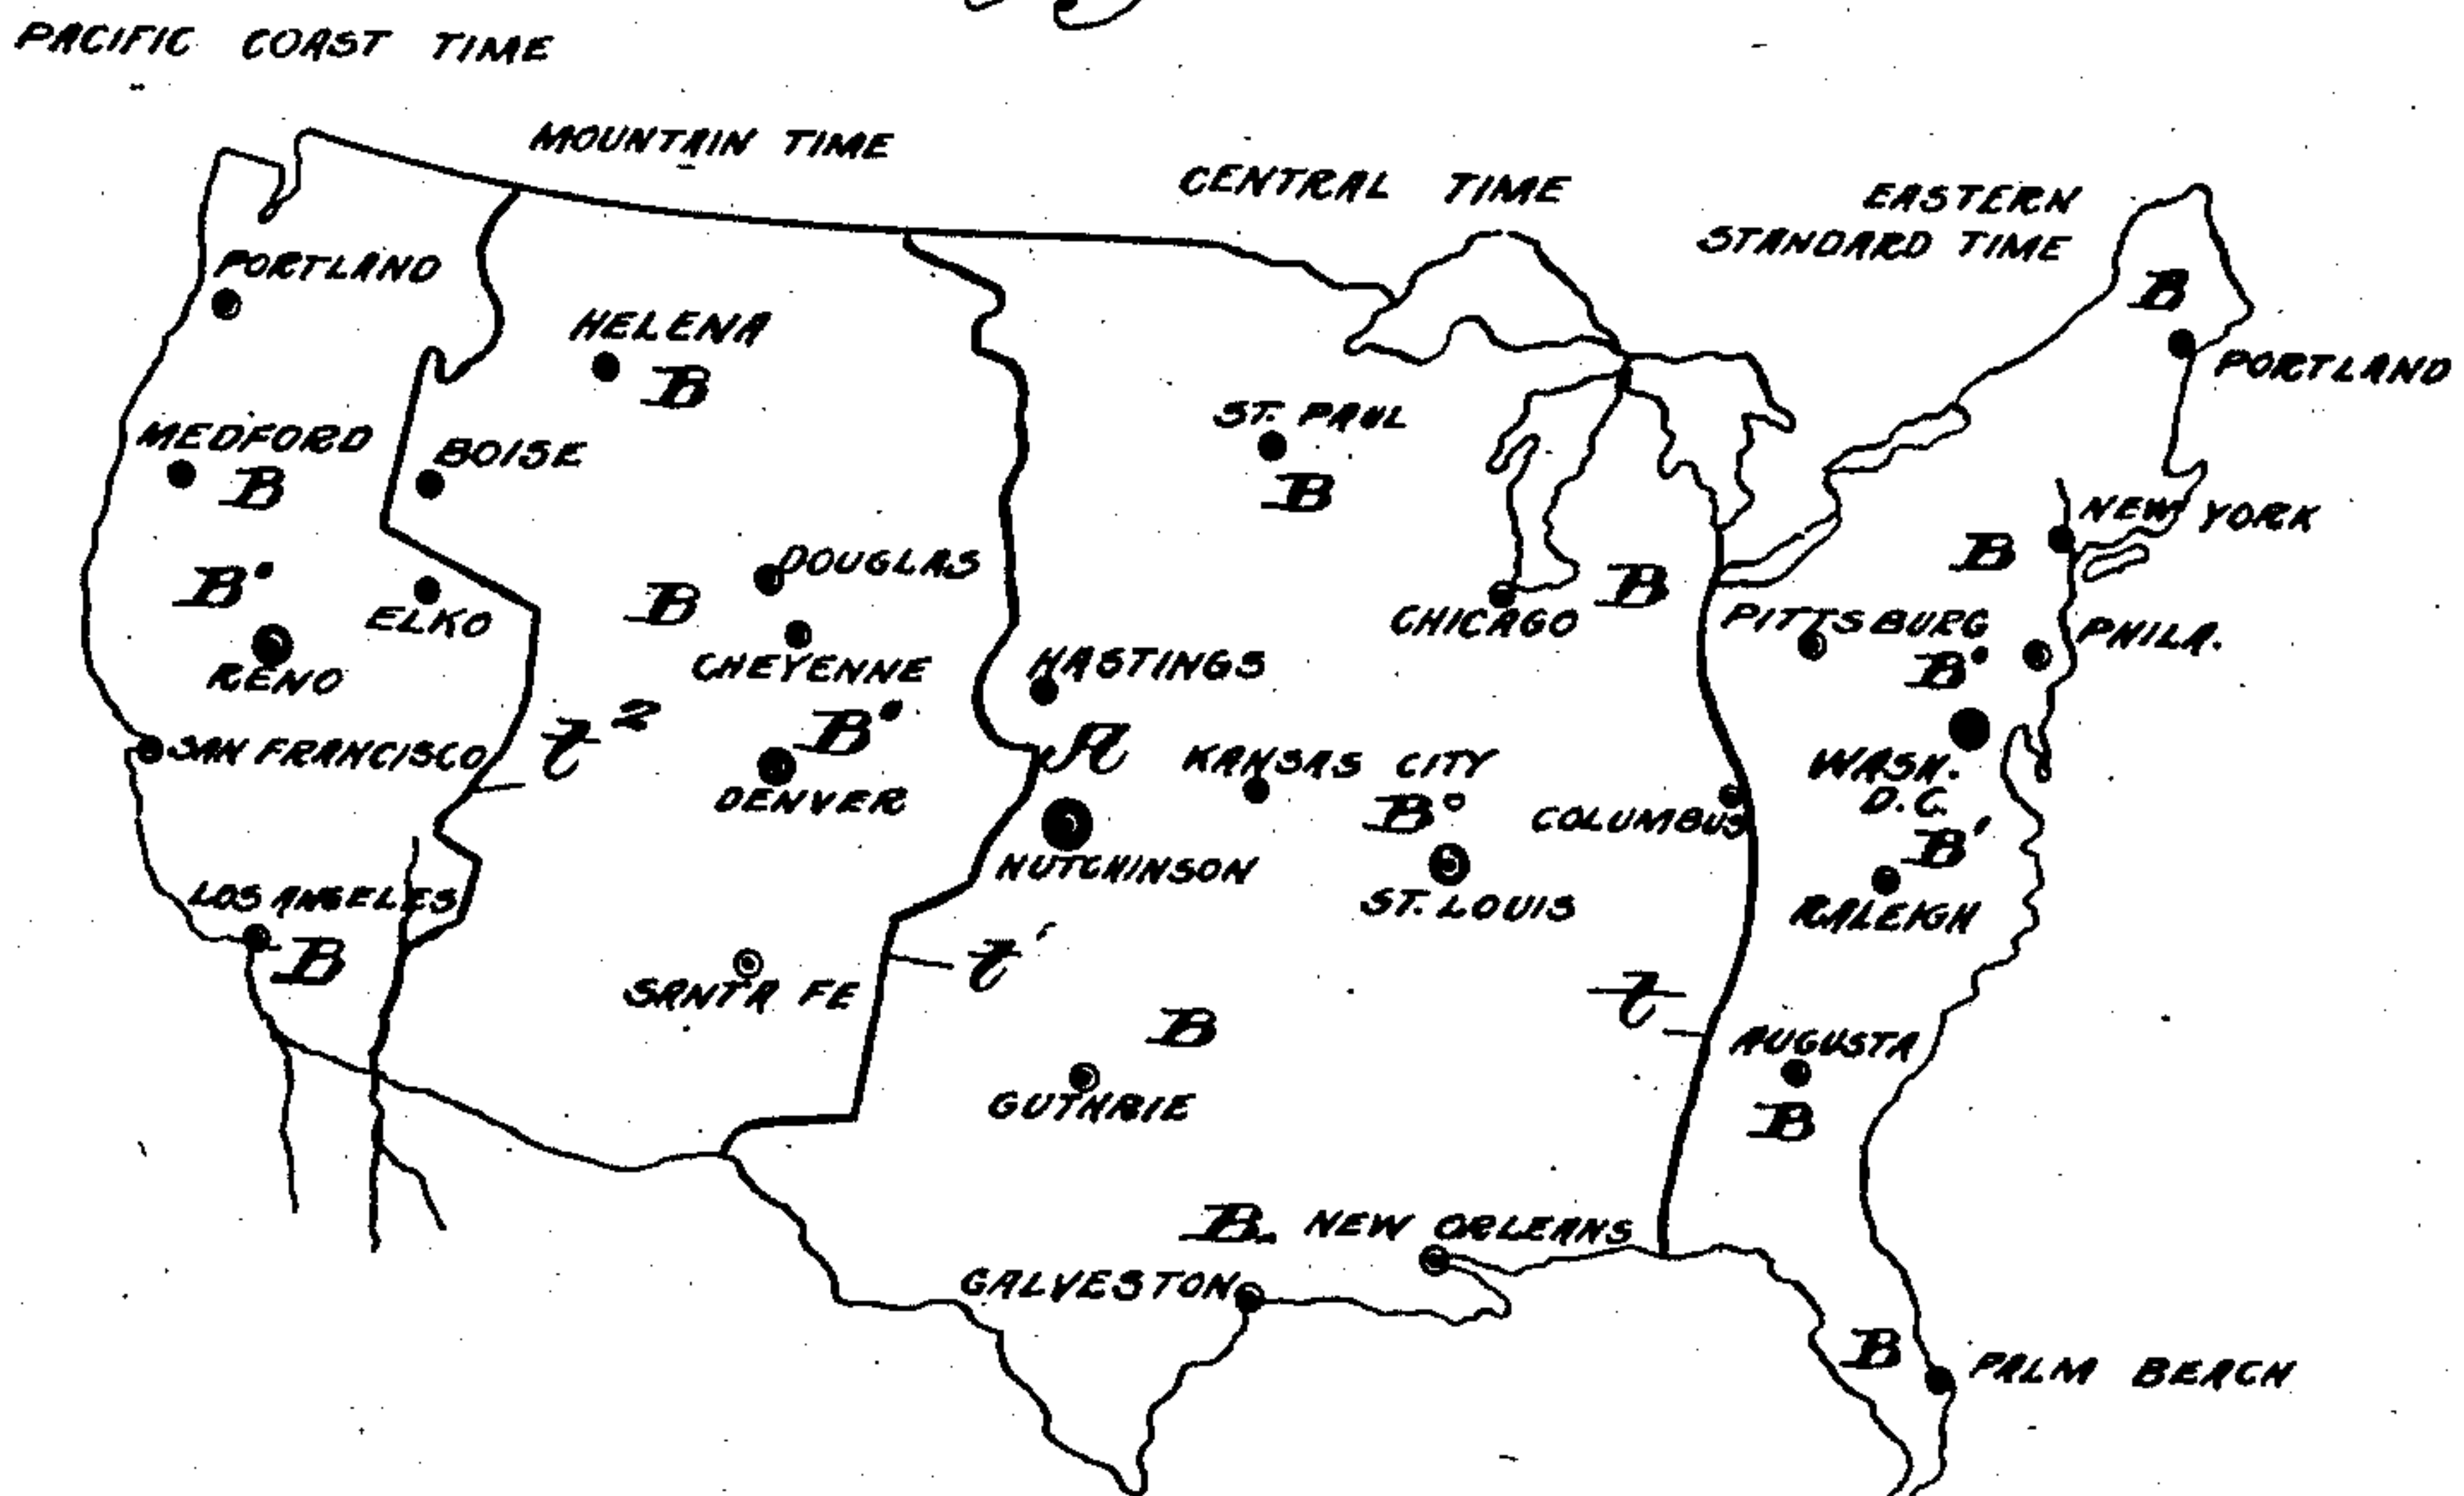 PACIFIC COAST TIME
MOUNTAIN TIME
CENTRAL TIME
EASTERN
STANDARD TIME
PORTLAND
HELENA
B
B
PORTLAND
MEDFORD
B
BOISE
ST. PAUL
B
NEW YORK
B
B'
ELKO
RENO
DOUGLAS
B
CHEYENNE
CHICAGO
B
PITTSBURG
B'
PHILA.
HASTINGS
SAN FRANCISCO
t2
B'
DENVER
A
KANSAS CITY
B°
WASH.
D.C.
COLUMBUS
HUTCHINSON
ST. LOUIS
B'
RALEIGH
LOS ANGELES
B
SANTA FE
t'
t
B
GUTHRIE
AUGUSTA
B
B.
NEW ORLEANS
GALVESTON
B
PALM BEACH